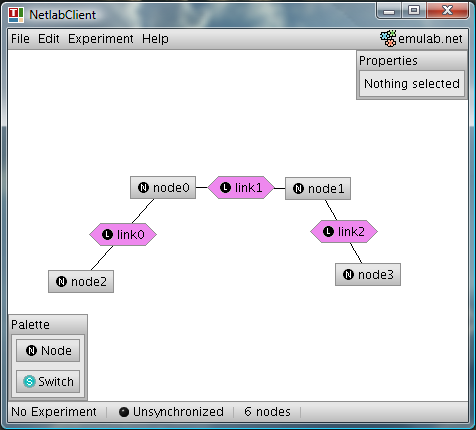 NetlabClient
File Edit Experiment Help emulab.net
Properties
Nothing selected
N node0 L link1 N node1
L link0 L link2
N node2 N node3
Palette
N Node
S Switch
No Experiment Unsynchronized 6 nodes